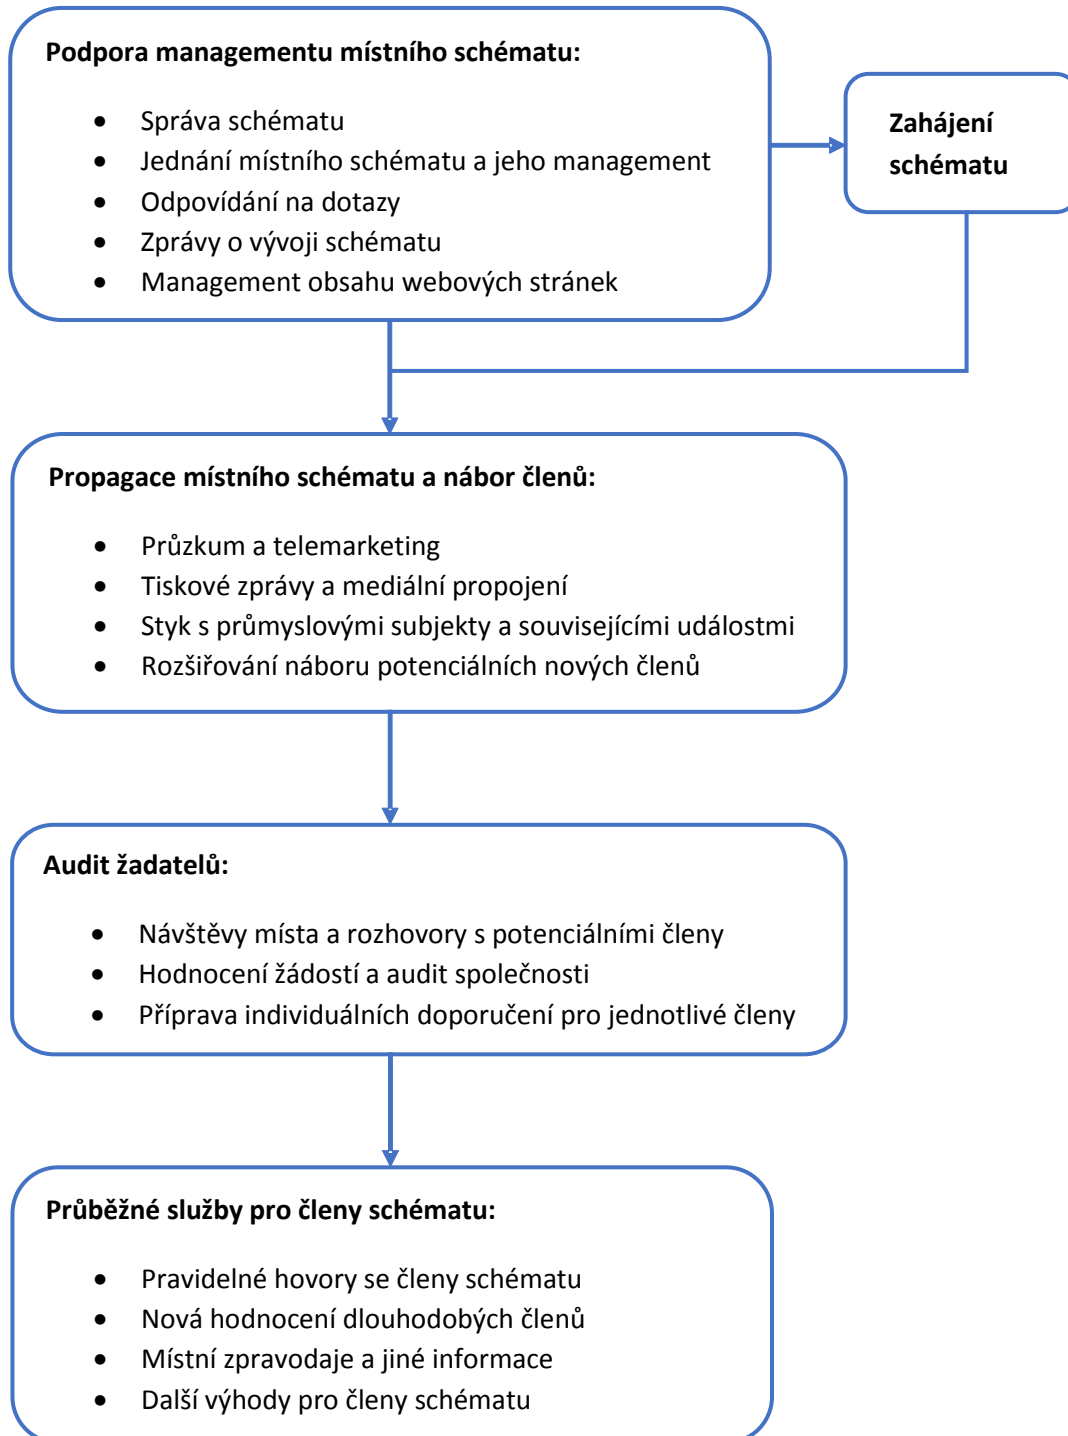 Podpora managementu místního schématu:
• Správa schématu
• Jednání místního schématu a jeho management
• Odpovídání na dotazy
• Zprávy o vývoji schématu
• Management obsahu webových stránek
Zahájení
schématu
Propagace místního schématu a nábor členů:
• Průzkum a telemarketing
• Tiskové zprávy a mediální propojení
• Styk s průmyslovými subjekty a souvisejícími událostmi
• Rozšiřování náboru potenciálních nových členů
Audit žadatelů:
• Návštěvy místa a rozhovory s potenciálními členy
• Hodnocení žádostí a audit společnosti
• Příprava individuálních doporučení pro jednotlivé členy
Průběžné služby pro členy schématu:
• Pravidelné hovory se členy schématu
• Nová hodnocení dlouhodobých členů
• Místní zpravodaje a jiné informace
• Další výhody pro členy schématu